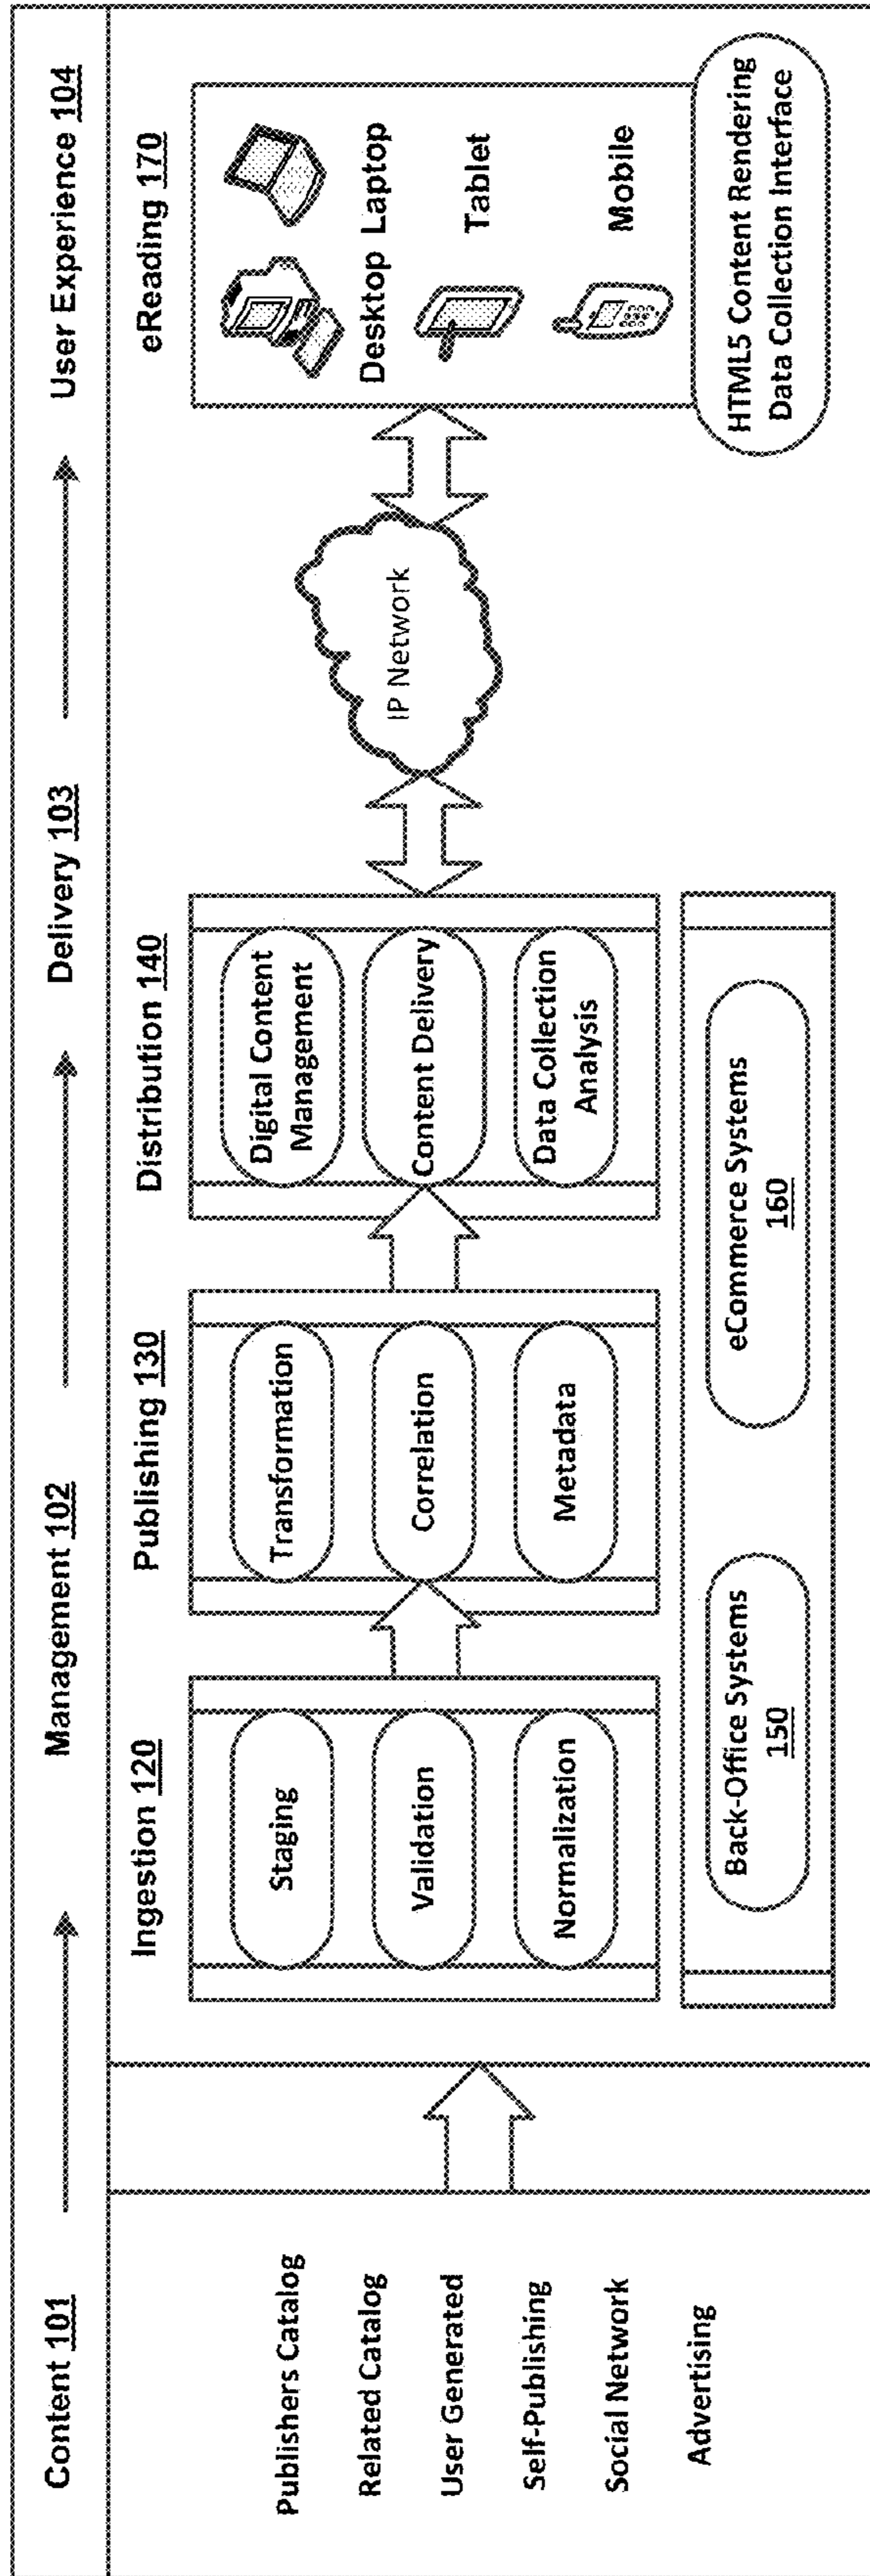 Content 101
Management 102
Delivery 103
User Experience 104
Publishers Catalog
Related Catalog
User Generated
Self-Publishing
Social Network
Advertising
Ingestion 120
Staging
Validation
Normalization
Publishing 130
Transformation
Correlation
Metadata
Distribution 140
Digital Content
Management
Content Delivery
Data Collection
Analysis
Back-Office Systems
150
eCommerce Systems
160
IP Network
eReading 170
Desktop Laptop
Tablet
Mobile
HTML5 Content Rendering
Data Collection Interface